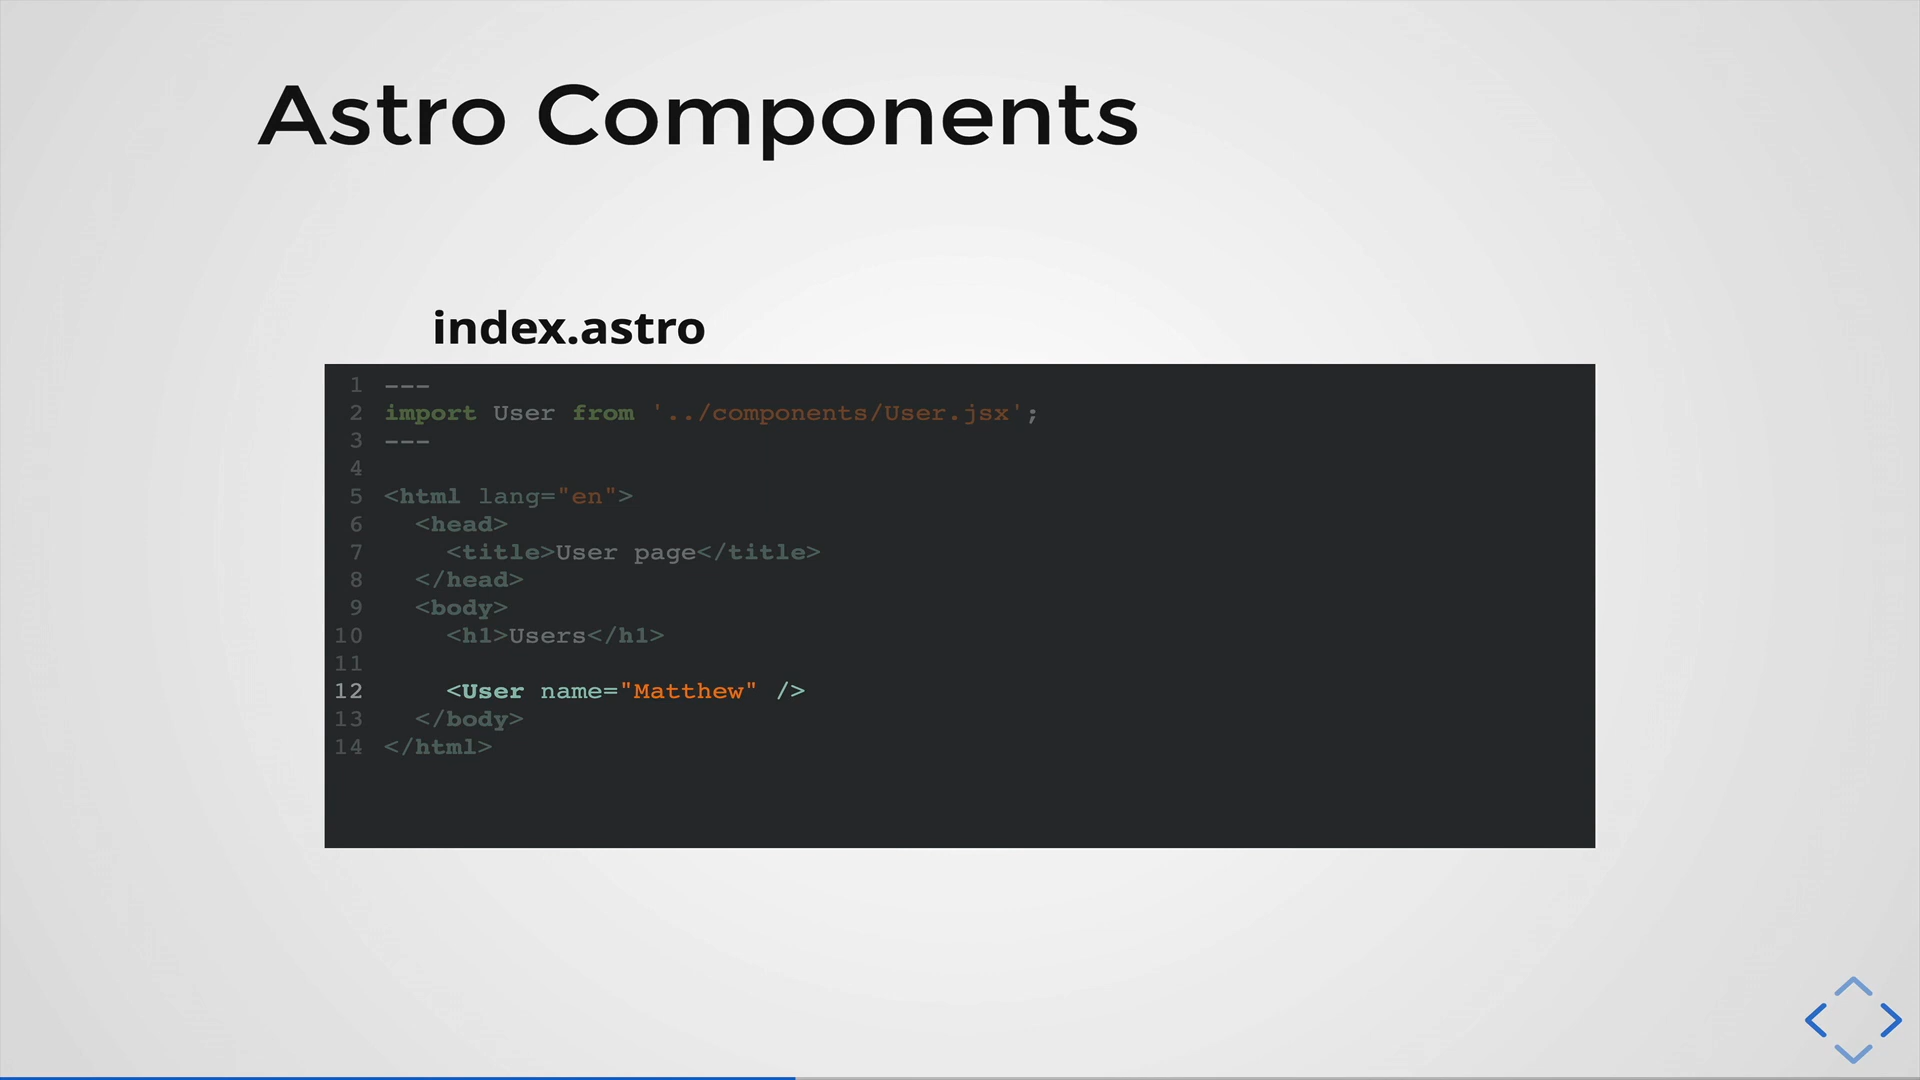 Astro Components
index.astro
1 ---
2 import User from '../components/User.jsx';
3 ---
4
5 <html lang="en">
6   <head>
7     <title>User page</title>
8   </head>
9   <body>
10     <h1>Users</h1>
11
12     <User name="Matthew" />
13   </body>
14 </html>